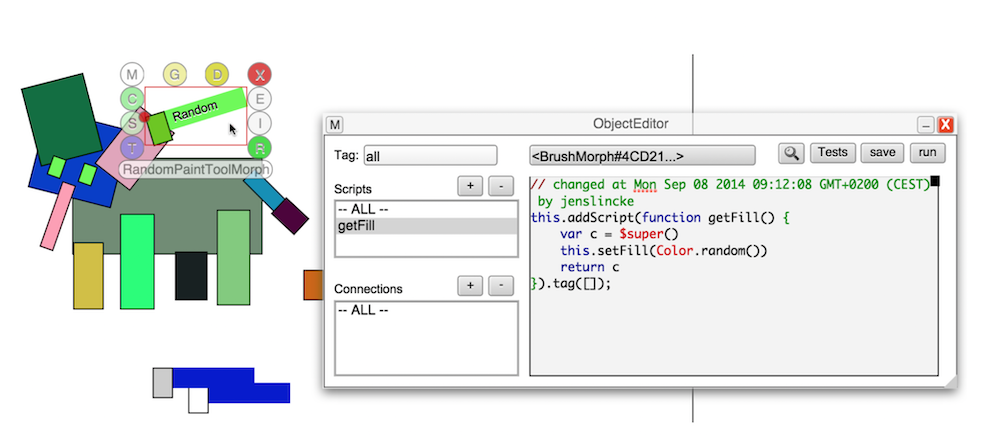 M G D X
C E
S I
T R
Random
RandomPaintToolMorph
M ObjectEditor _ X
Tag: all <BrushMorph#4CD21...> Tests save run
Scripts + -
-- ALL --
getFill
Connections + -
-- ALL --
// changed at Mon Sep 08 2014 09:12:08 GMT+0200 (CEST)
by jenslincke
this.addScript(function getFill() {
var c = $super()
this.setFill(Color.random())
return c
}).tag([]);